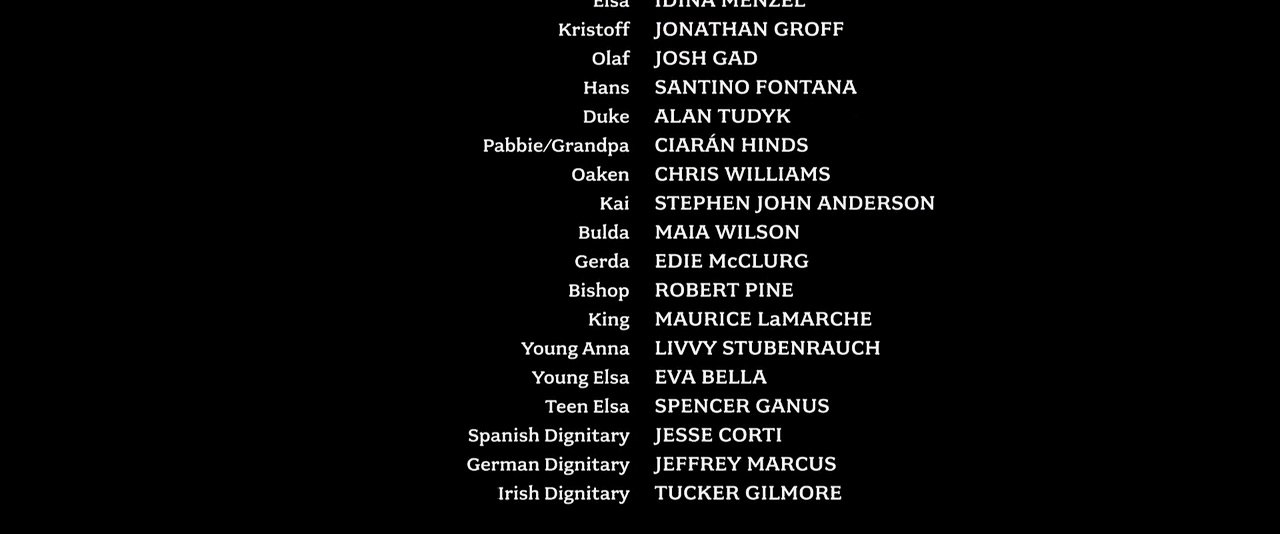 Elsa IDINA MENZEL
Kristoff JONATHAN GROFF
Olaf JOSH GAD
Hans SANTINO FONTANA
Duke ALAN TUDYK
Pabbie/Grandpa CIARÁN HINDS
Oaken CHRIS WILLIAMS
Kai STEPHEN JOHN ANDERSON
Bulda MAIA WILSON
Gerda EDIE McCLURG
Bishop ROBERT PINE
King MAURICE LaMARCHE
Young Anna LIVVY STUBENRAUCH
Young Elsa EVA BELLA
Teen Elsa SPENCER GANUS
Spanish Dignitary JESSE CORTI
German Dignitary JEFFREY MARCUS
Irish Dignitary TUCKER GILMORE